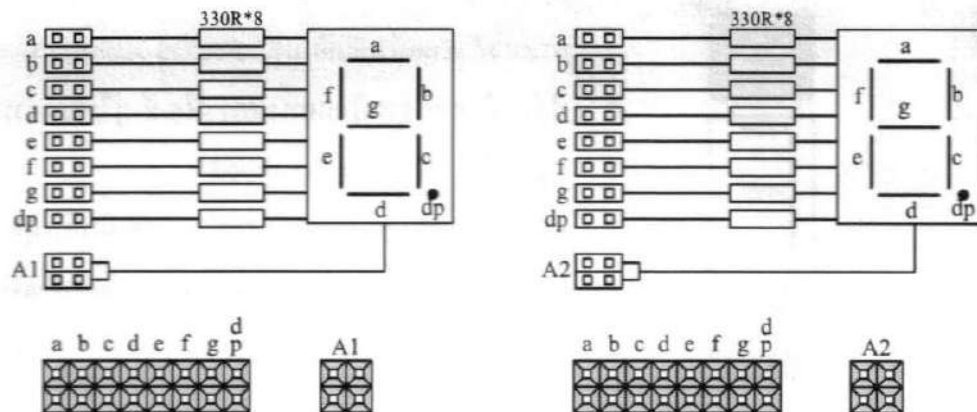 330R*8 330R*8
a a a a
b f b b f b
c g c g
d d
e e c e e c
f f
g g
dp d dp dp d dp
A1 A2
d d
a b c d e f g p A1 a b c d e f g p A2